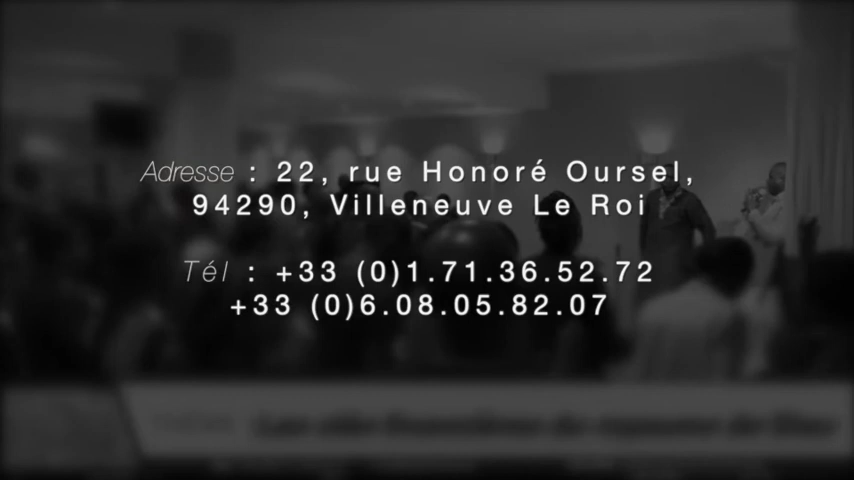 Adresse : 22, rue Honoré Oursel,
94290, Villeneuve Le Roi
Tél : +33 (0)1.71.36.52.72
+33 (0)6.08.05.82.07